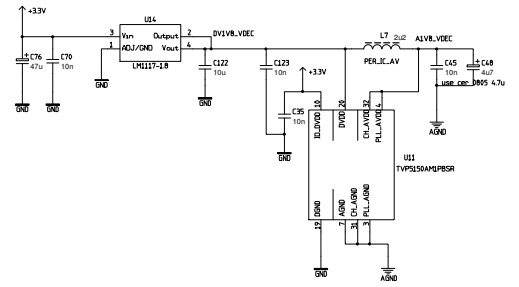 +3.3V
U14
3 Vin Output 2 DV1V8_VDEC
1 ADJ/GND Vout 4
LM1117-1.8
L7 2u2
PER_IC_AV
A1V8_VDEC
C76
47u
C70
10n
GND
GND
GND
C122
10u
GND
C123
10n
+3.3V
C35
10n
GND
C45
10n
C48
4u7
use cer 0805 4.7u
AGND
10 20 32 4
IO_DVDD
DVDD
CH_AVDD
PLL_AVDD
U11
TVP5150AM1PBSR
DGND
AGND
CH_AGND
PLL_AGND
19 7 31 3
GND
AGND